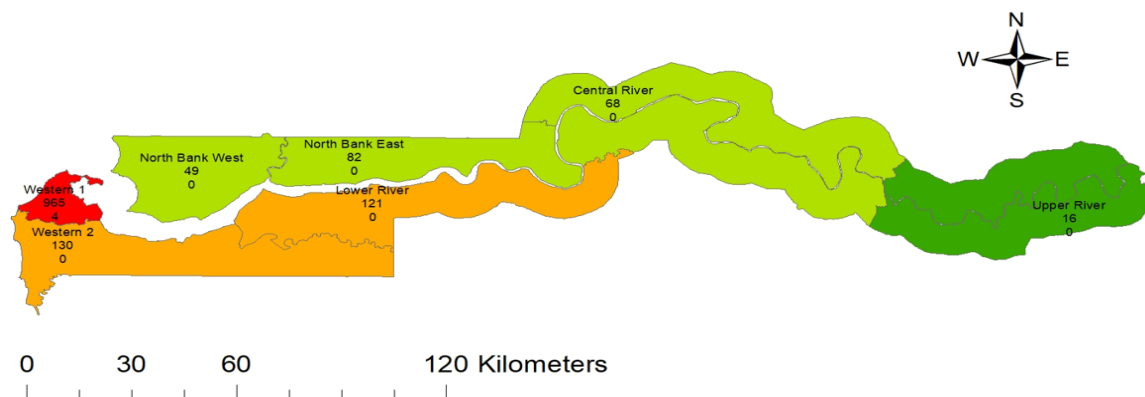 N
W E
S
Central River
68
0
North Bank West
49
0
North Bank East
82
0
Western 1
965
4
Lower River
121
0
Western 2
130
0
Upper River
16
0
0 30 60 120 Kilometers